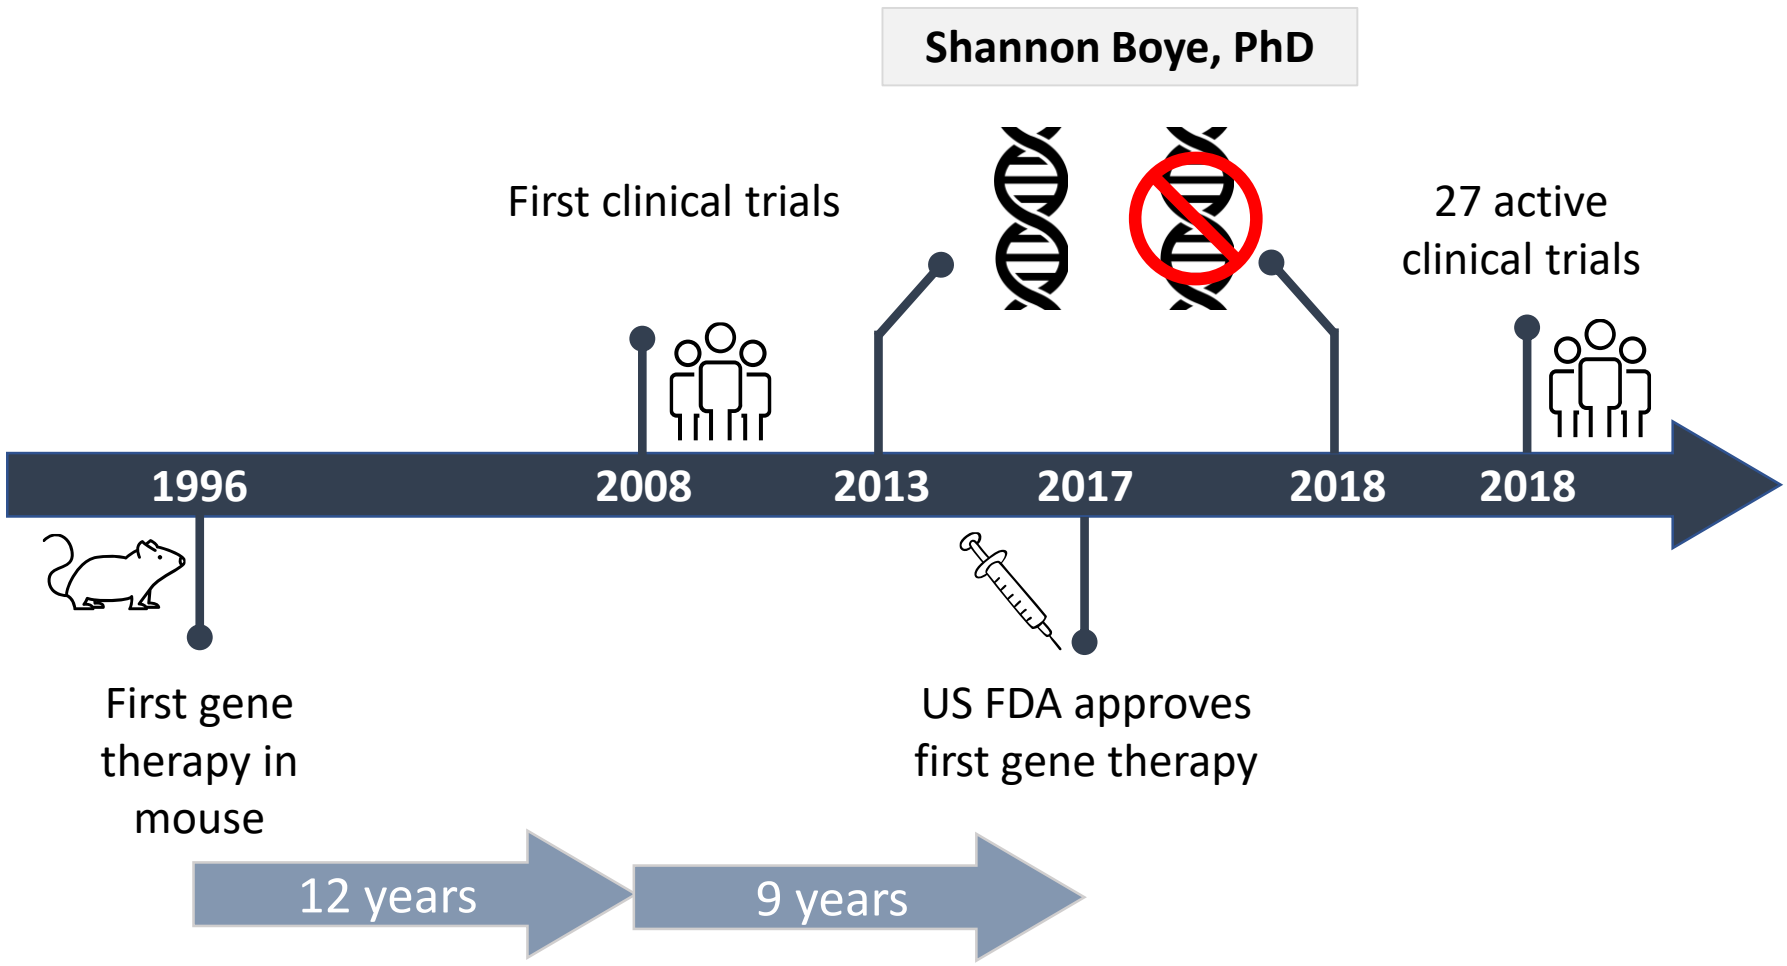 Shannon Boye, PhD
First clinical trials
27 active
clinical trials
1996
2008
2013
2017
2018
2018
First gene
therapy in
mouse
US FDA approves
first gene therapy
12 years
9 years